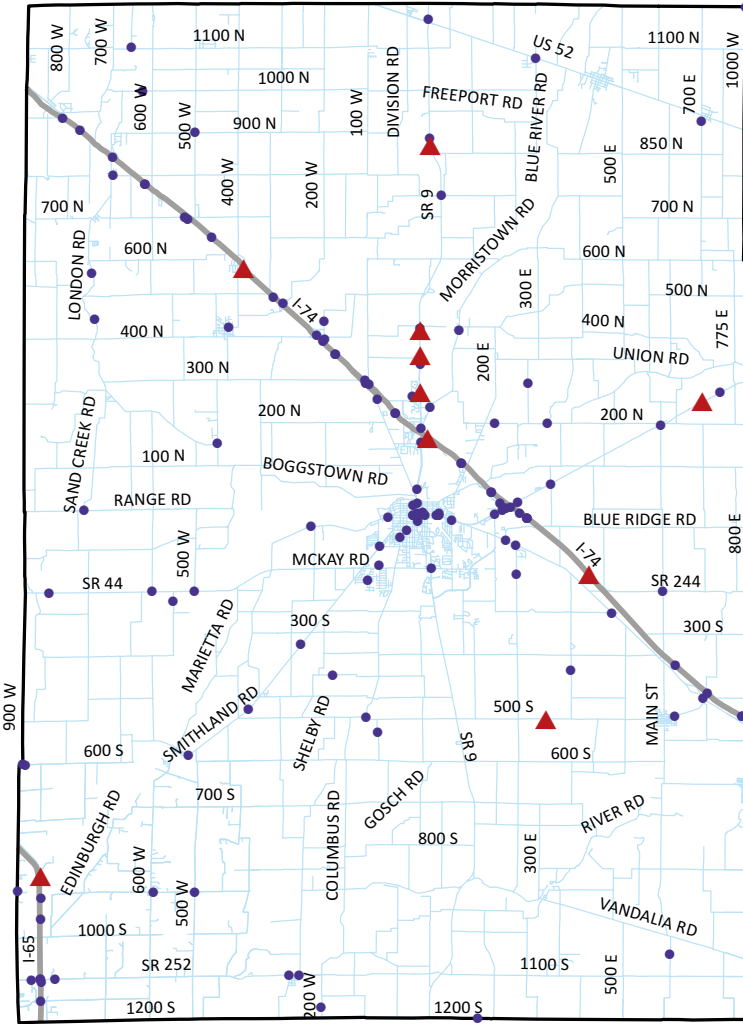 1100 N
US 52
1100 N
800 W
700 W
1000 W
1000 N
DIVISION RD
FREEPORT RD
BLUE RIVER RD
700 E
600 W
500 W
900 N
100 W
850 N
500 E
400 W
200 W
SR 9
700 N
700 N
MORRISTOWN RD
LONDON RD
600 N
600 N
300 E
500 N
I-74
400 N
400 N
775 E
200 E
UNION RD
300 N
200 N
200 N
SAND CREEK RD
100 N
BOGGSTOWN RD
RANGE RD
BLUE RIDGE RD
800 E
500 W
MCKAY RD
I-74
SR 44
SR 244
MARIETTA RD
300 S
300 S
900 W
SMITHLAND RD
SHELBY RD
500 S
MAIN ST
SR 9
600 S
600 S
700 S
EDINBURGH RD
COLUMBUS RD
GOSCH RD
RIVER RD
800 S
300 E
600 W
500 W
VANDALIA RD
1000 S
I-65
SR 252
1100 S
500 E
200 W
1200 S
1200 S